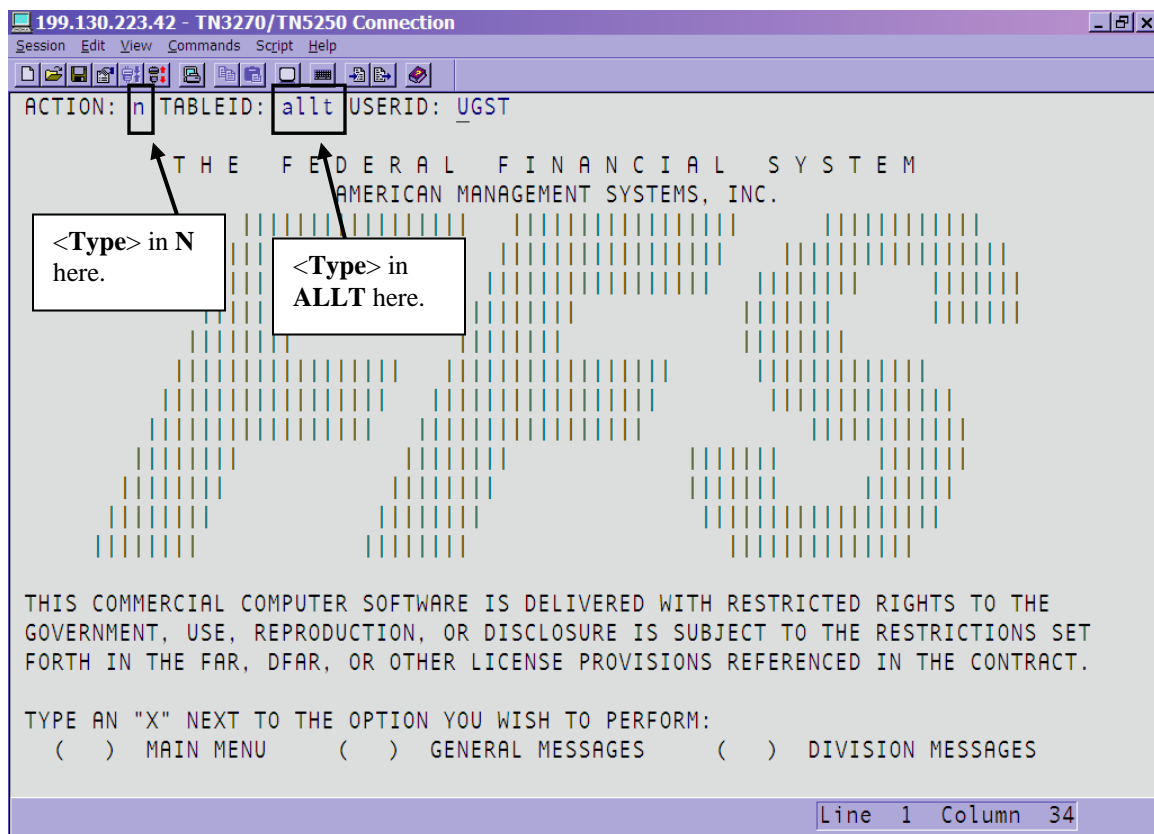 199.130.223.42 - TN3270/TN5250 Connection
Session Edit View Commands Script Help
ACTION: n TABLEID: allt USERID: UGST
T H E F E D E R A L F I N A N C I A L S Y S T E M
AMERICAN MANAGEMENT SYSTEMS, INC.
<Type> in N
here.
<Type> in
ALLT here.
THIS COMMERCIAL COMPUTER SOFTWARE IS DELIVERED WITH RESTRICTED RIGHTS TO THE
GOVERNMENT, USE, REPRODUCTION, OR DISCLOSURE IS SUBJECT TO THE RESTRICTIONS SET
FORTH IN THE FAR, DFAR, OR OTHER LICENSE PROVISIONS REFERENCED IN THE CONTRACT.
TYPE AN "X" NEXT TO THE OPTION YOU WISH TO PERFORM:
( ) MAIN MENU ( ) GENERAL MESSAGES ( ) DIVISION MESSAGES
Line 1 Column 34